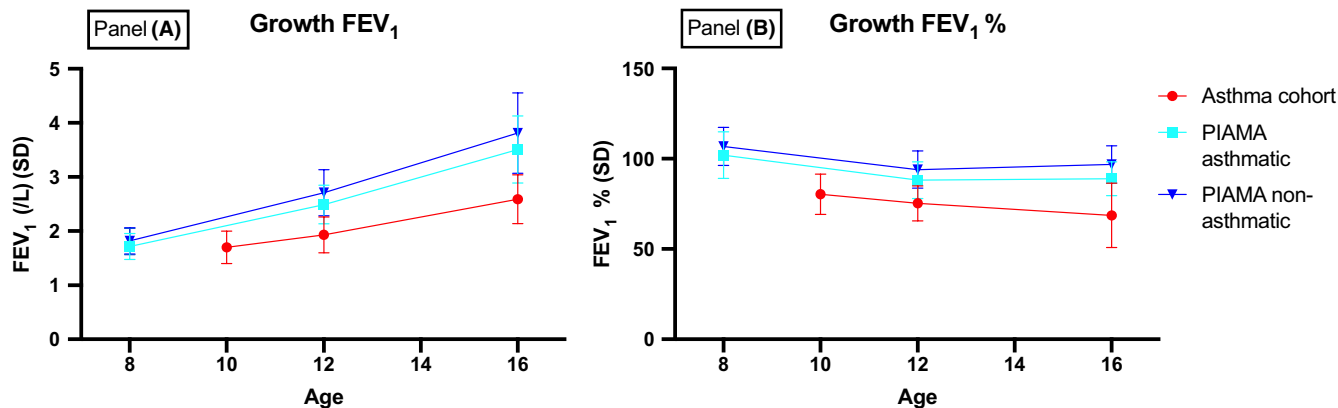 Panel (A)
Growth FEV1
5
4
3
2
1
0
FEV1 (/L) (SD)
8
10
12
14
16
Age
Panel (B)
Growth FEV1 %
150
100
50
0
FEV1 % (SD)
8
10
12
14
16
Age
Asthma cohort
PIAMA
asthmatic
PIAMA non-
asthmatic